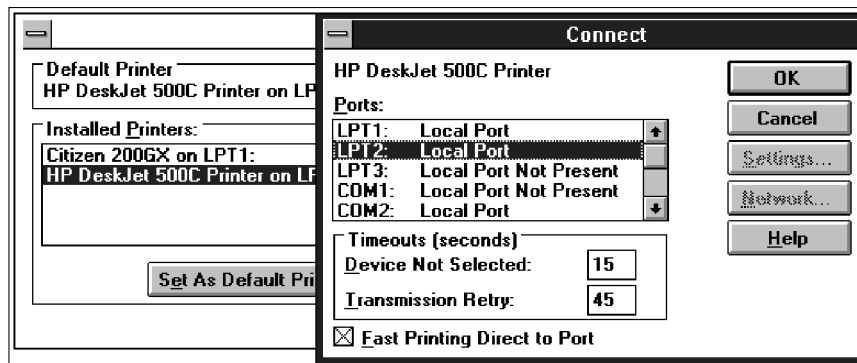 Default Printer
HP DeskJet 500C Printer on LP
Installed Printers:
Citizen 200GX on LPT1:
HP DeskJet 500C Printer on LP
Set As Default Pri
Connect
HP DeskJet 500C Printer
Ports:
LPT1: Local Port
LPT2: Local Port
LPT3: Local Port Not Present
COM1: Local Port Not Present
COM2: Local Port
Timeouts (seconds)
Device Not Selected: 15
Transmission Retry: 45
Fast Printing Direct to Port
OK
Cancel
Settings...
Network...
Help